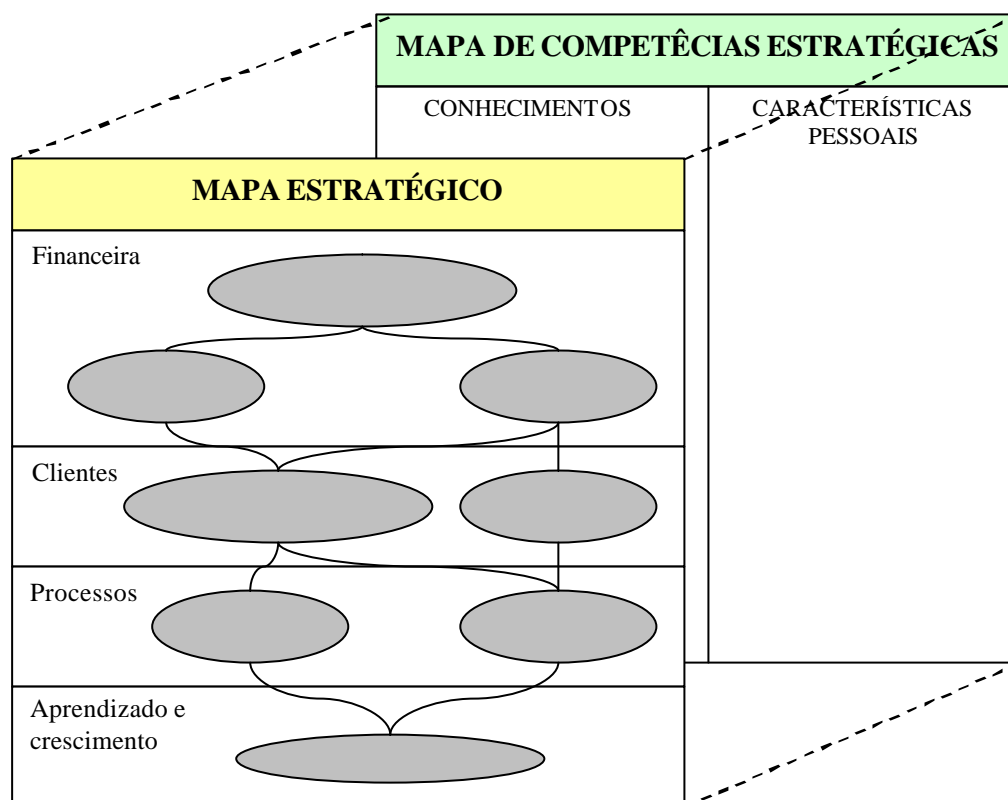 MAPA DE COMPETÊCIAS ESTRATÉGICAS
CONHECIMENTOS
CARACTERÍSTICAS
PESSOAIS
MAPA ESTRATÉGICO
Financeira
Clientes
Processos
Aprendizado e
crescimento